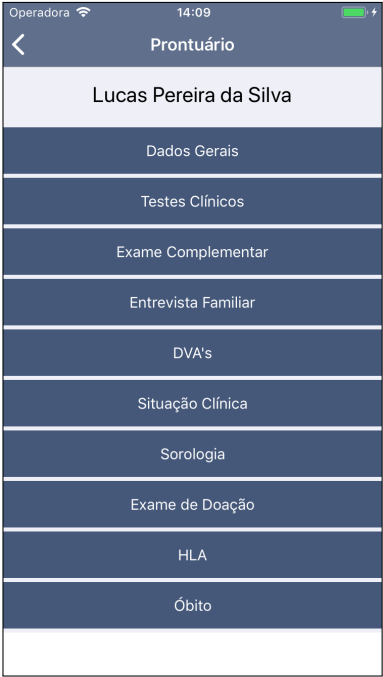 Operadora 14:09
Prontuário
Lucas Pereira da Silva
Dados Gerais
Testes Clínicos
Exame Complementar
Entrevista Familiar
DVA's
Situação Clínica
Sorologia
Exame de Doação
HLA
Óbito